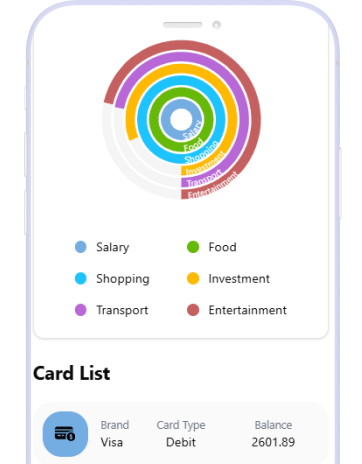 Salary
Food
Shopping
Investment
Transport
Entertainment
Salary Food
Shopping Investment
Transport Entertainment
Card List
Brand Card Type Balance
Visa Debit 2601.89